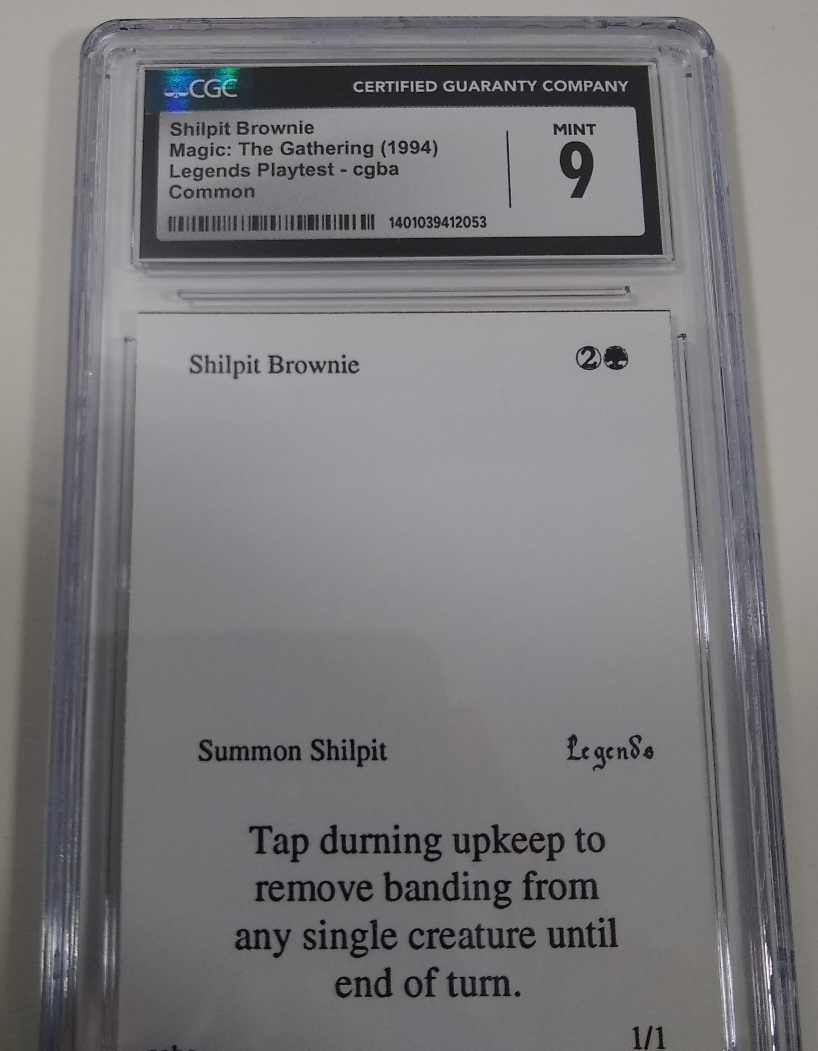 CGC
CERTIFIED GUARANTY COMPANY
Shilpit Brownie
Magic: The Gathering (1994)
Legends Playtest - cgba
Common
MINT
9
1401039412053
Shilpit Brownie
2
Summon Shilpit
Legends
Tap durning upkeep to
remove banding from
any single creature until
end of turn.
1/1